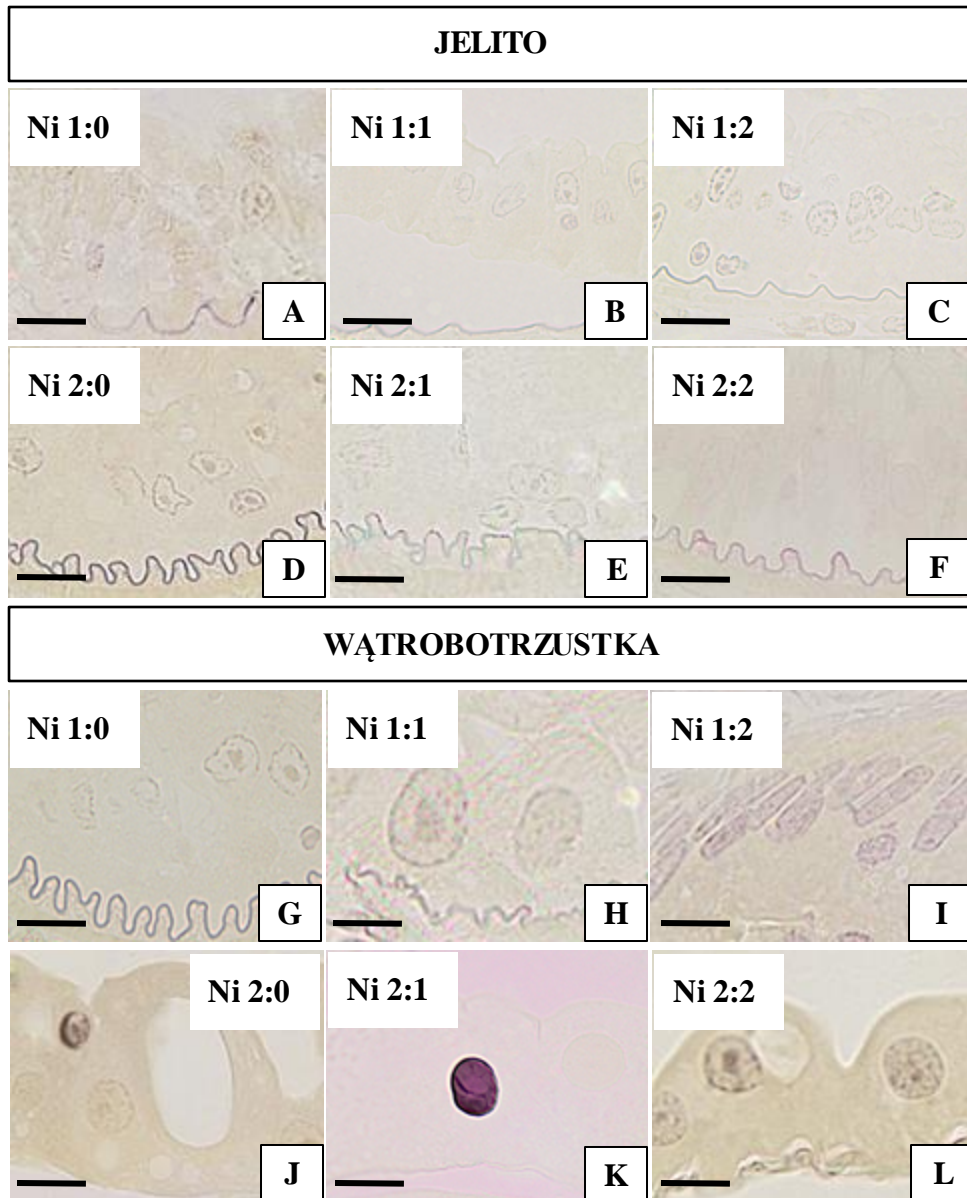 JELITO
Ni 1:0
Ni 1:1
Ni 1:2
A
B
C
Ni 2:0
Ni 2:1
Ni 2:2
D
E
F
WĄTROBOTRZUSTKA
Ni 1:0
Ni 1:1
Ni 1:2
G
H
I
Ni 2:0
Ni 2:1
Ni 2:2
J
K
L